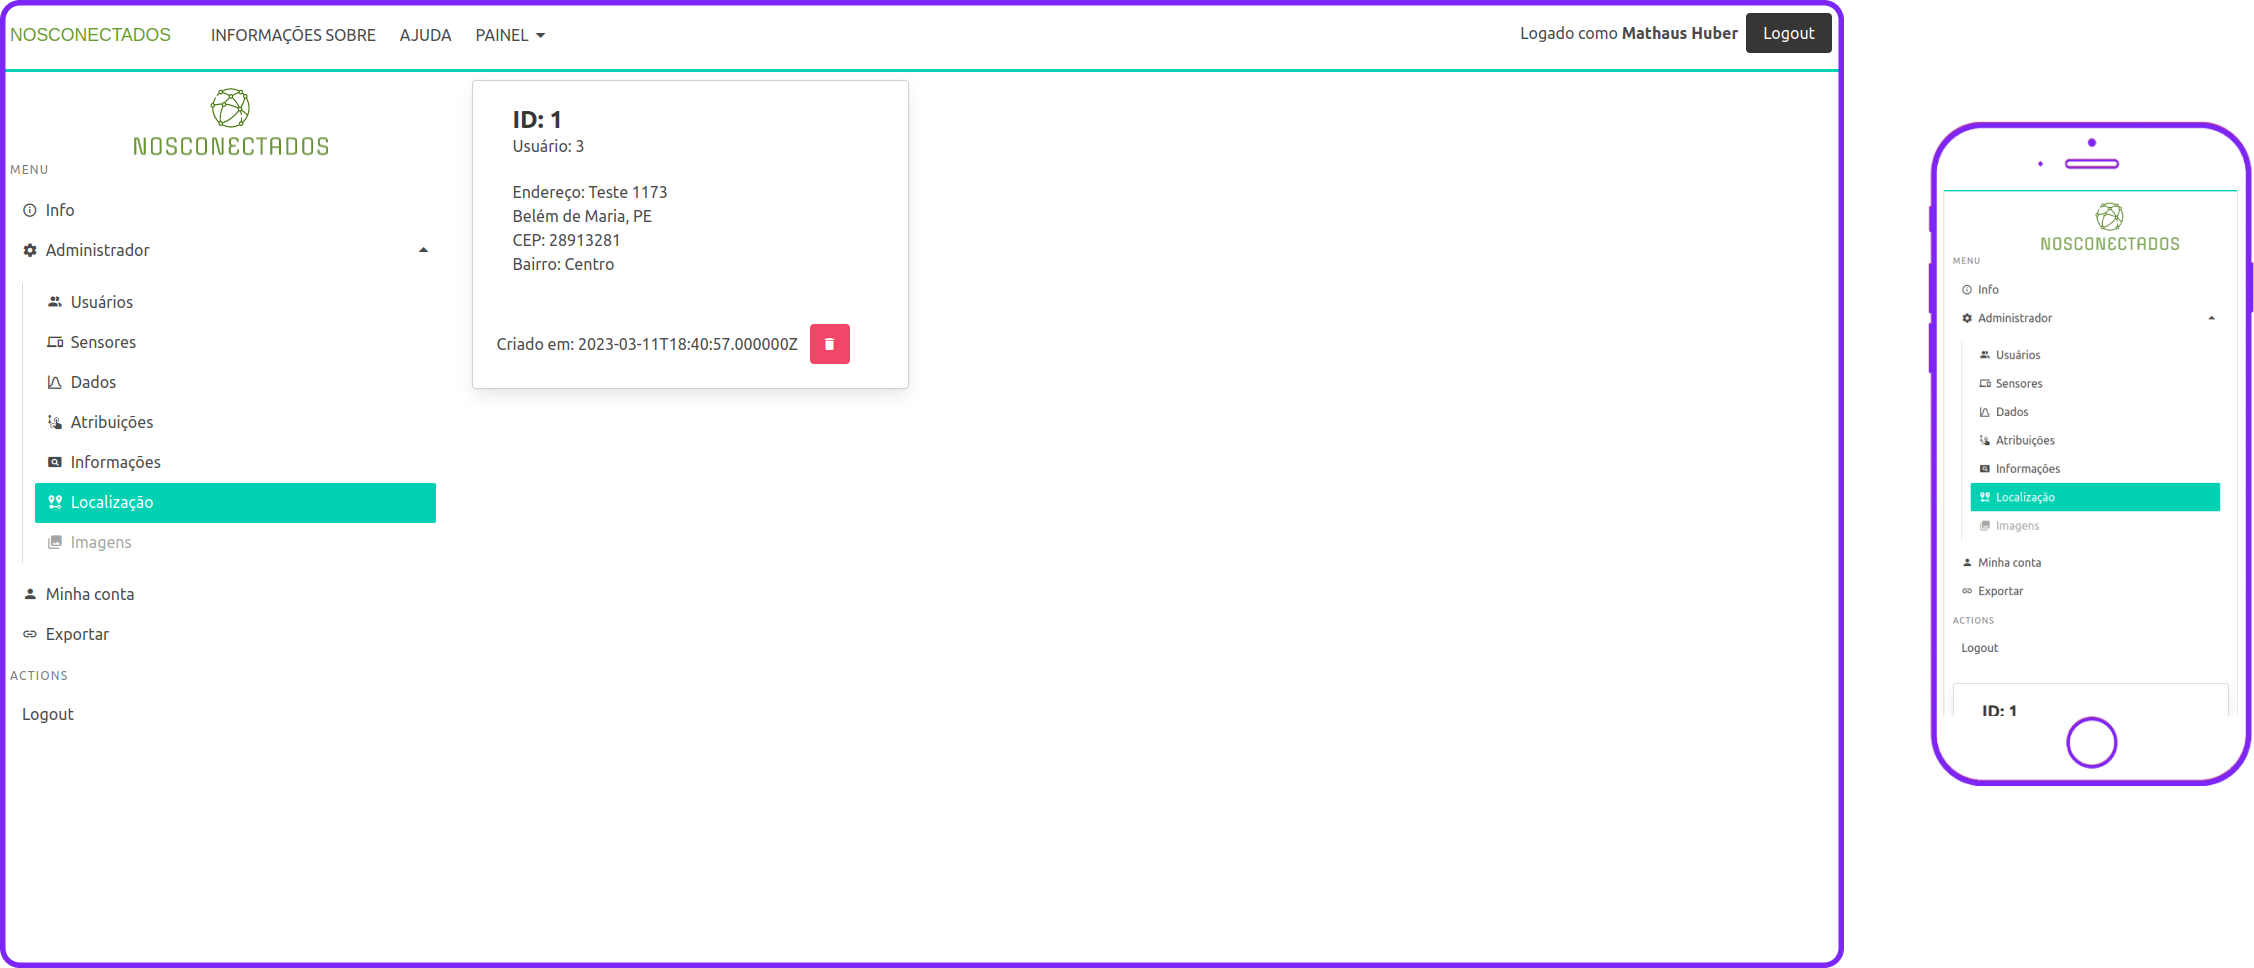 NOSCONECTADOS INFORMAÇÕES SOBRE AJUDA PAINEL Logado como Mathaus Huber Logout
NOSCONECTADOS
MENU
Info
Administrador
Usuários
Sensores
Dados
Atribuições
Informações
Localização
Imagens
Minha conta
Exportar
ACTIONS
Logout
ID: 1
Usuário: 3
Endereço: Teste 1173
Belém de Maria, PE
CEP: 28913281
Bairro: Centro
Criado em: 2023-03-11T18:40:57.000000Z
NOSCONECTADOS
MENU
Info
Administrador
Usuários
Sensores
Dados
Atribuições
Informações
Localização
Imagens
Minha conta
Exportar
ACTIONS
Logout
ID: 1